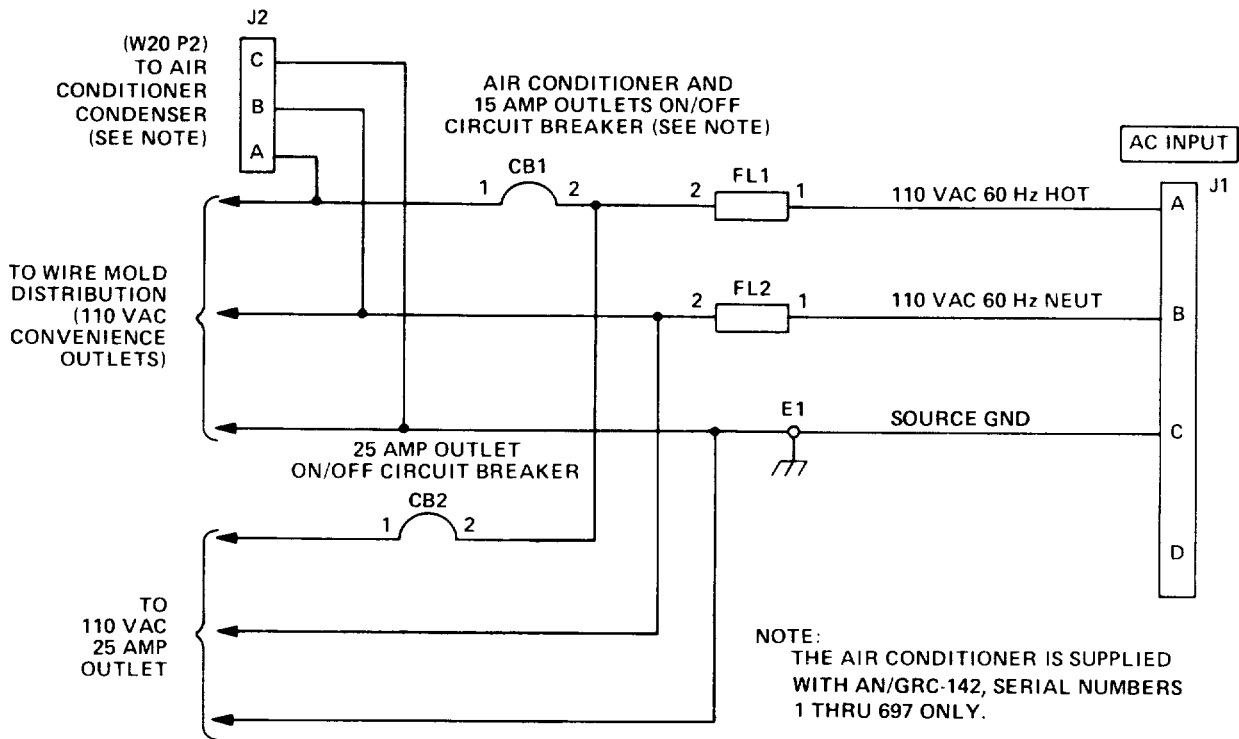 J2
(W20 P2)
TO AIR
CONDITIONER
CONDENSER
(SEE NOTE)
C
B
A
AIR CONDITIONER AND
15 AMP OUTLETS ON/OFF
CIRCUIT BREAKER (SEE NOTE)
AC INPUT
J1
1 CB1 2
2 FL1 1
110 VAC 60 Hz HOT
A
TO WIRE MOLD
DISTRIBUTION
(110 VAC
CONVENIENCE
OUTLETS)
2 FL2 1
110 VAC 60 Hz NEUT
B
E1
SOURCE GND
C
25 AMP OUTLET
ON/OFF CIRCUIT BREAKER
1 CB2 2
D
TO
110 VAC
25 AMP
OUTLET
NOTE:
THE AIR CONDITIONER IS SUPPLIED
WITH AN/GRC-142, SERIAL NUMBERS
1 THRU 697 ONLY.